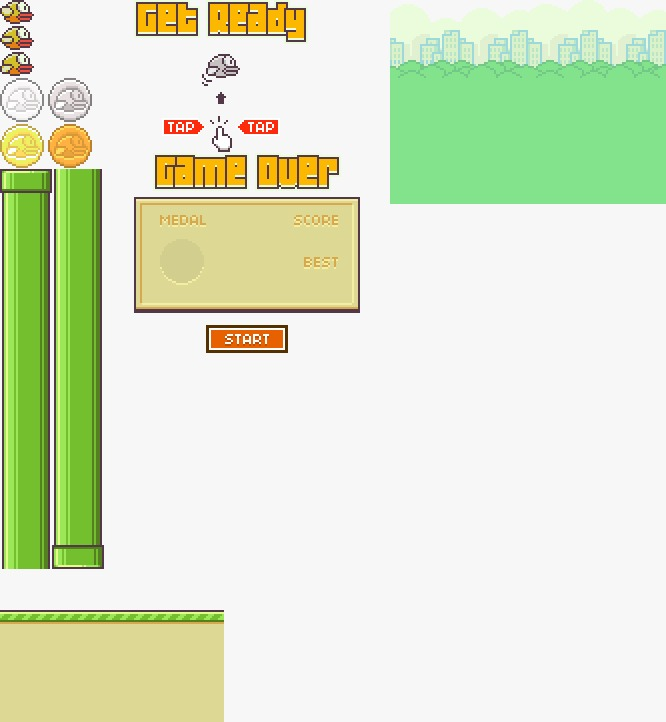 Get Ready
TAP TAP
Game Over
MEDAL SCORE
BEST
START